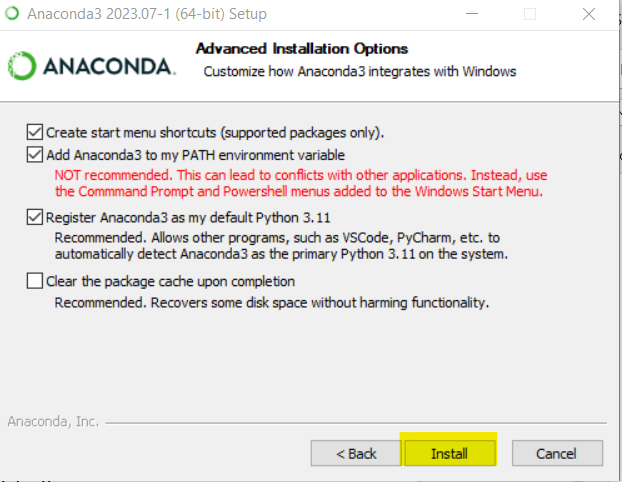 Anaconda3 2023.07-1 (64-bit) Setup
ANACONDA.
Advanced Installation Options
Customize how Anaconda3 integrates with Windows
Create start menu shortcuts (supported packages only).
Add Anaconda3 to my PATH environment variable
NOT recommended. This can lead to conflicts with other applications. Instead, use
the Commmand Prompt and Powershell menus added to the Windows Start Menu.
Register Anaconda3 as my default Python 3.11
Recommended. Allows other programs, such as VSCode, PyCharm, etc. to
automatically detect Anaconda3 as the primary Python 3.11 on the system.
Clear the package cache upon completion
Recommended. Recovers some disk space without harming functionality.
Anaconda, Inc.
< Back
Install
Cancel